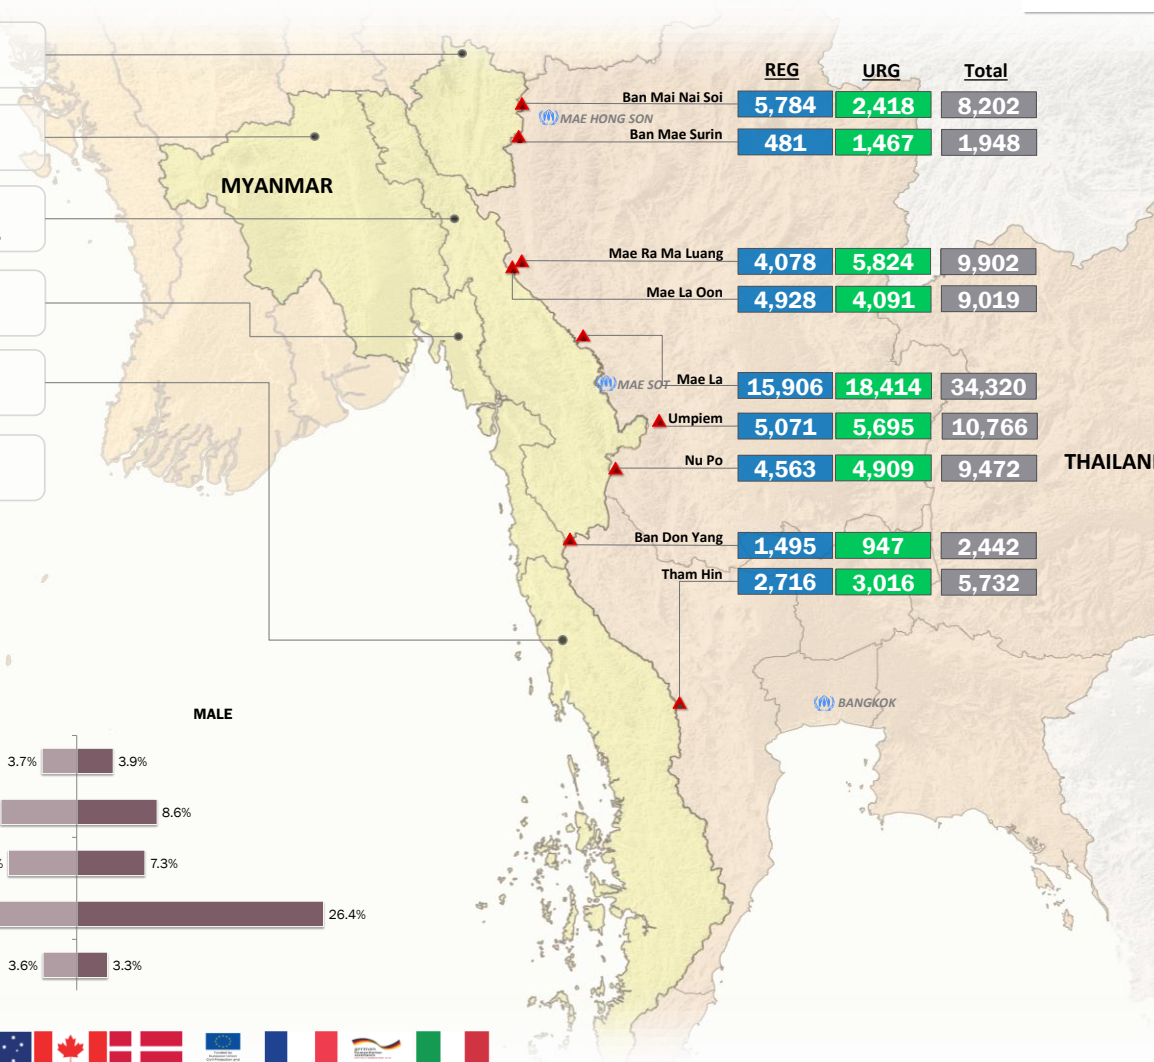 REG URG Total
Ban Mai Nai Soi 5,784 2,418 8,202
MAE HONG SON
Ban Mae Surin 481 1,467 1,948
MYANMAR
Mae Ra Ma Luang 4,078 5,824 9,902
Mae La Oon 4,928 4,091 9,019
MAE SOT
Mae La 15,906 18,414 34,320
Umpiem 5,071 5,695 10,766
Nu Po 4,563 4,909 9,472
THAILAN
Ban Don Yang 1,495 947 2,442
Tham Hin 2,716 3,016 5,732
BANGKOK
MALE
3.7% 3.9%
8.6%
% 7.3%
26.4%
3.6% 3.3%